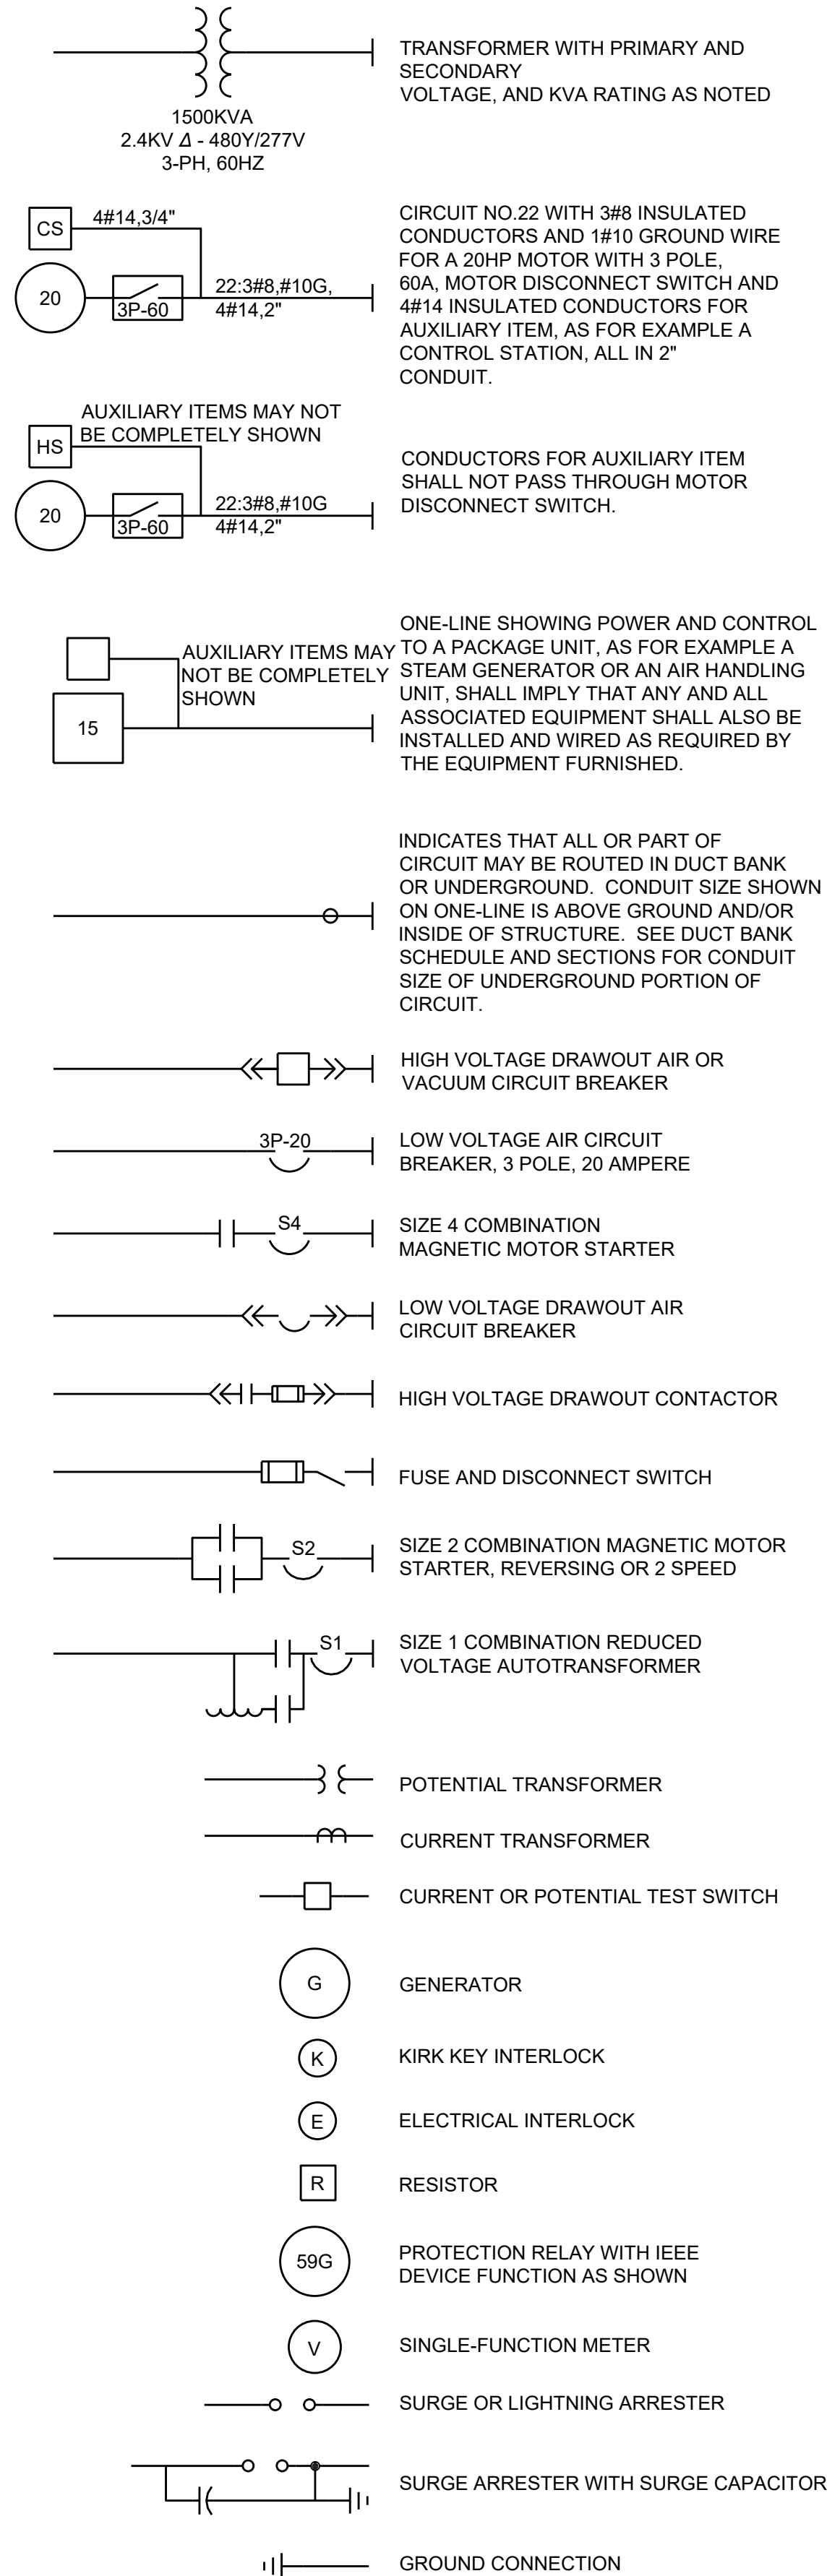 TRANSFORMER WITH PRIMARY AND
SECONDARY
VOLTAGE, AND KVA RATING AS NOTED
1500KVA
2.4KV Δ - 480Y/277V
3-PH, 60HZ
CS
4#14,3/4"
20
3P-60
22:3#8,#10G,
4#14,2"
CIRCUIT NO.22 WITH 3#8 INSULATED
CONDUCTORS AND 1#10 GROUND WIRE
FOR A 20HP MOTOR WITH 3 POLE,
60A, MOTOR DISCONNECT SWITCH AND
4#14 INSULATED CONDUCTORS FOR
AUXILIARY ITEM, AS FOR EXAMPLE A
CONTROL STATION, ALL IN 2"
CONDUIT.
AUXILIARY ITEMS MAY NOT
BE COMPLETELY SHOWN
HS
20
3P-60
22:3#8,#10G
4#14,2"
CONDUCTORS FOR AUXILIARY ITEM
SHALL NOT PASS THROUGH MOTOR
DISCONNECT SWITCH.
AUXILIARY ITEMS MAY
NOT BE COMPLETELY
SHOWN
15
ONE-LINE SHOWING POWER AND CONTROL
TO A PACKAGE UNIT, AS FOR EXAMPLE A
STEAM GENERATOR OR AN AIR HANDLING
UNIT, SHALL IMPLY THAT ANY AND ALL
ASSOCIATED EQUIPMENT SHALL ALSO BE
INSTALLED AND WIRED AS REQUIRED BY
THE EQUIPMENT FURNISHED.
INDICATES THAT ALL OR PART OF
CIRCUIT MAY BE ROUTED IN DUCT BANK
OR UNDERGROUND. CONDUIT SIZE SHOWN
ON ONE-LINE IS ABOVE GROUND AND/OR
INSIDE OF STRUCTURE. SEE DUCT BANK
SCHEDULE AND SECTIONS FOR CONDUIT
SIZE OF UNDERGROUND PORTION OF
CIRCUIT.
HIGH VOLTAGE DRAWOUT AIR OR
VACUUM CIRCUIT BREAKER
3P-20
LOW VOLTAGE AIR CIRCUIT
BREAKER, 3 POLE, 20 AMPERE
S4
SIZE 4 COMBINATION
MAGNETIC MOTOR STARTER
LOW VOLTAGE DRAWOUT AIR
CIRCUIT BREAKER
HIGH VOLTAGE DRAWOUT CONTACTOR
FUSE AND DISCONNECT SWITCH
S2
SIZE 2 COMBINATION MAGNETIC MOTOR
STARTER, REVERSING OR 2 SPEED
S1
SIZE 1 COMBINATION REDUCED
VOLTAGE AUTOTRANSFORMER
POTENTIAL TRANSFORMER
CURRENT TRANSFORMER
CURRENT OR POTENTIAL TEST SWITCH
G
GENERATOR
K
KIRK KEY INTERLOCK
E
ELECTRICAL INTERLOCK
R
RESISTOR
59G
PROTECTION RELAY WITH IEEE
DEVICE FUNCTION AS SHOWN
V
SINGLE-FUNCTION METER
SURGE OR LIGHTNING ARRESTER
SURGE ARRESTER WITH SURGE CAPACITOR
GROUND CONNECTION